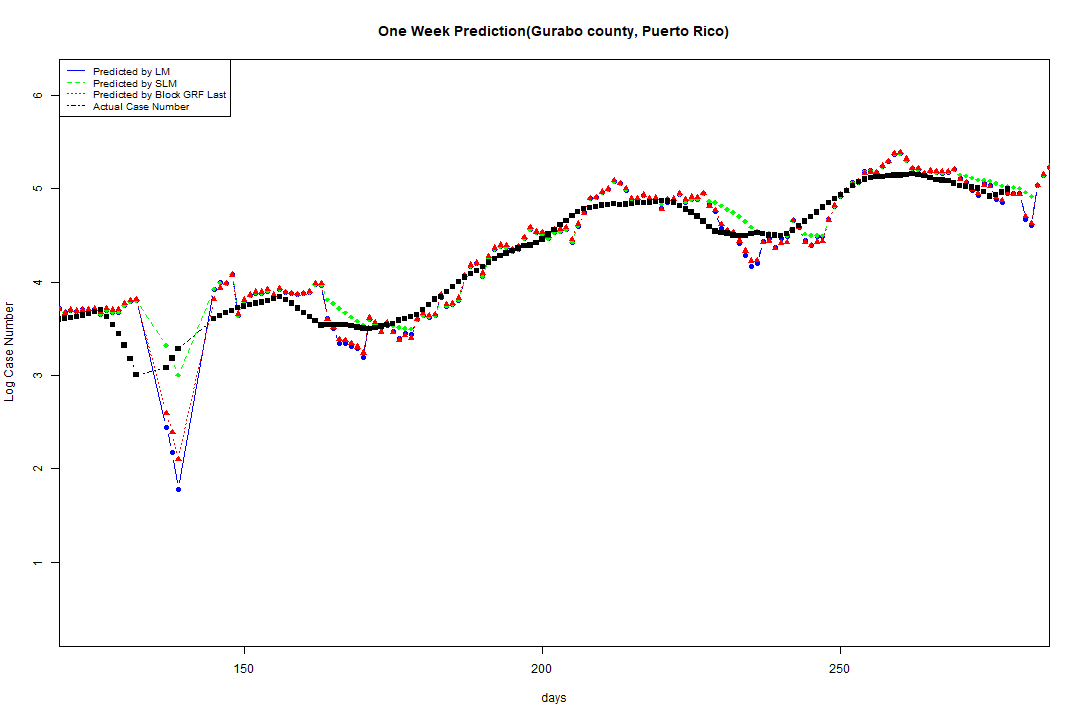 One Week Prediction(Gurabo county, Puerto Rico)
Predicted by LM
Predicted by SLM
Predicted by Block GRF Last
Actual Case Number
6
5
4
3
2
1
Log Case Number
150 200 250
days